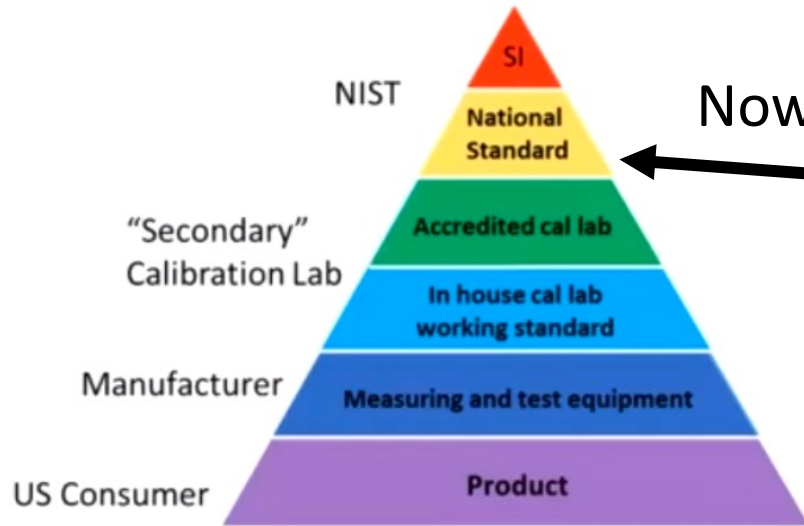 SI
NIST
Now
National
Standard
"Secondary"
Calibration Lab
Accredited cal lab
In house cal lab
working standard
Manufacturer
Measuring and test equipment
US Consumer
Product